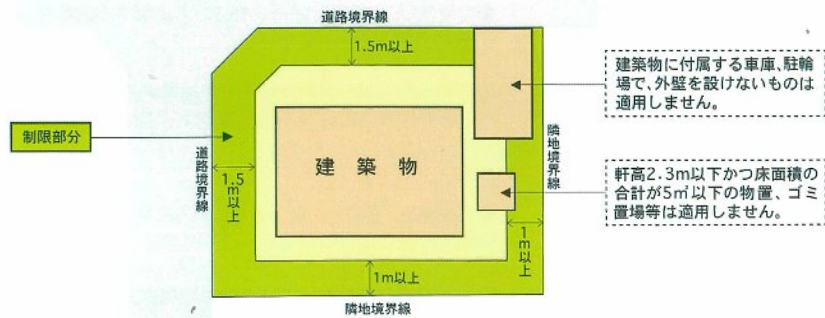 道路境界線
1.5m以上
建築物に付属する車庫、駐輪
場で、外壁を設けないものは
適用しません。
制限部分
道路境界線
1.5
m以上
建築物
隣地境界線
軒高2.3m以下かつ床面積の
合計が5㎡以下の物置、ゴミ
置場等は適用しません。
1
m以上
1m以上
隣地境界線